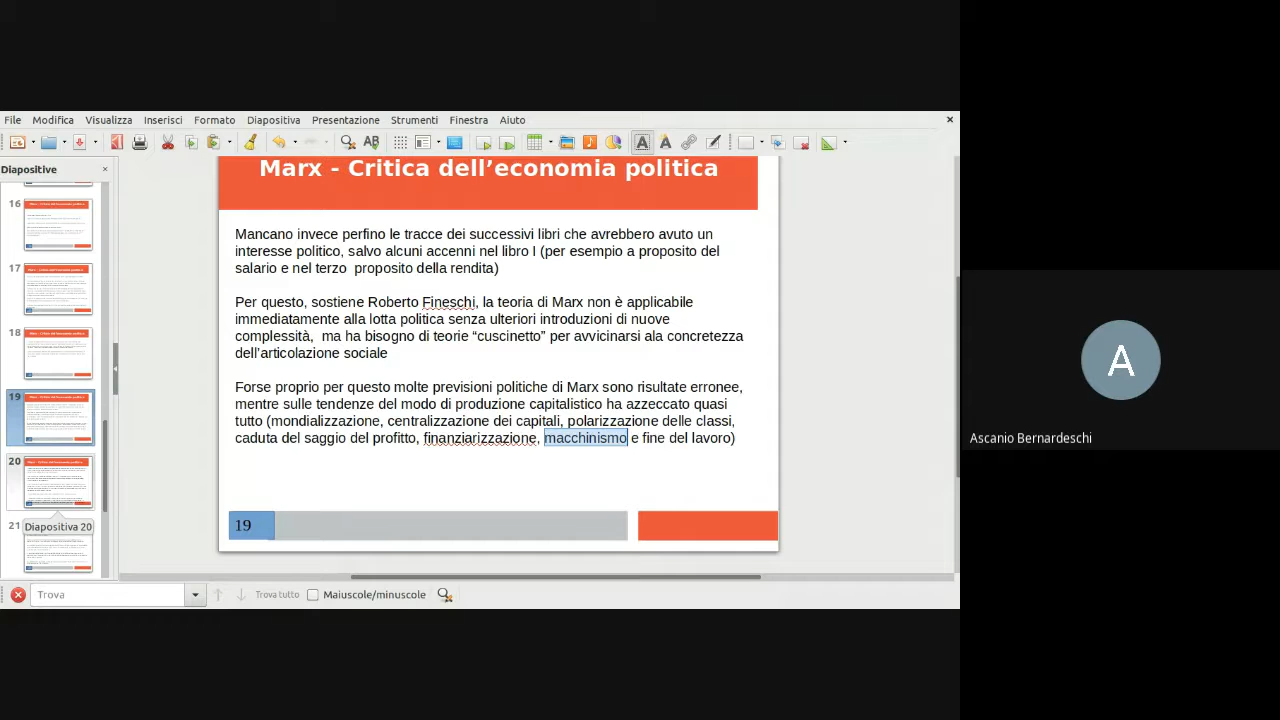 File Modifica Visualizza Inserisci Formato Diapositiva Presentazione Strumenti Finestra Aiuto
Diapositive
Marx - Critica dell’economia politica
Mancano invece perfino le tracce dei successivi libri che avrebbero avuto un
interesse politico, salvo alcuni accenni nel libro I (per esempio a proposito del
salario e nel terzo  proposito della rendita)
Per questo, sostiene Roberto Fineschi, la teoria di Marx non è applicabile
immediatamente alla lotta politica senza ulteriori introduzioni di nuove
complessità,  ma ha bisogno di teorie “cuscinetto” per avvicinarsi ala concretezza
dell’articolazione sociale
Forse proprio per questo molte previsioni politiche di Marx sono risultate erronee,
mentre sulle tendenze del modo di produzione capitalistico ha azzeccato quasi
tutto (mondializzazione, centralizzazione dei capitali, polarizzazione delle classi,
caduta del saggio del profitto, finanziarizzazione, macchinismo e fine del lavoro)
19
16
17
18
19
20
Diapositiva 20
21
Trova
Trova tutto
Maiuscole/minuscole
A
Ascanio Bernardeschi